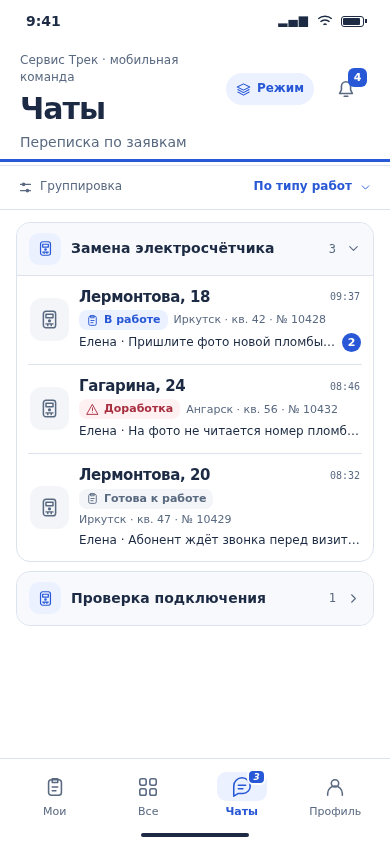 9:41
Сервис Трек · мобильная
команда
Чаты
Переписка по заявкам
Режим
4
Группировка
По типу работ
Замена электросчётчика
3
Лермонтова, 18
09:37
В работе
Иркутск · кв. 42 · № 10428
Елена · Пришлите фото новой пломбы…
2
Гагарина, 24
08:46
Доработка
Ангарск · кв. 56 · № 10432
Елена · На фото не читается номер пломб…
Лермонтова, 20
08:32
Готова к работе
Иркутск · кв. 47 · № 10429
Елена · Абонент ждёт звонка перед визит…
Проверка подключения
1
3
Мои
Все
Чаты
Профиль